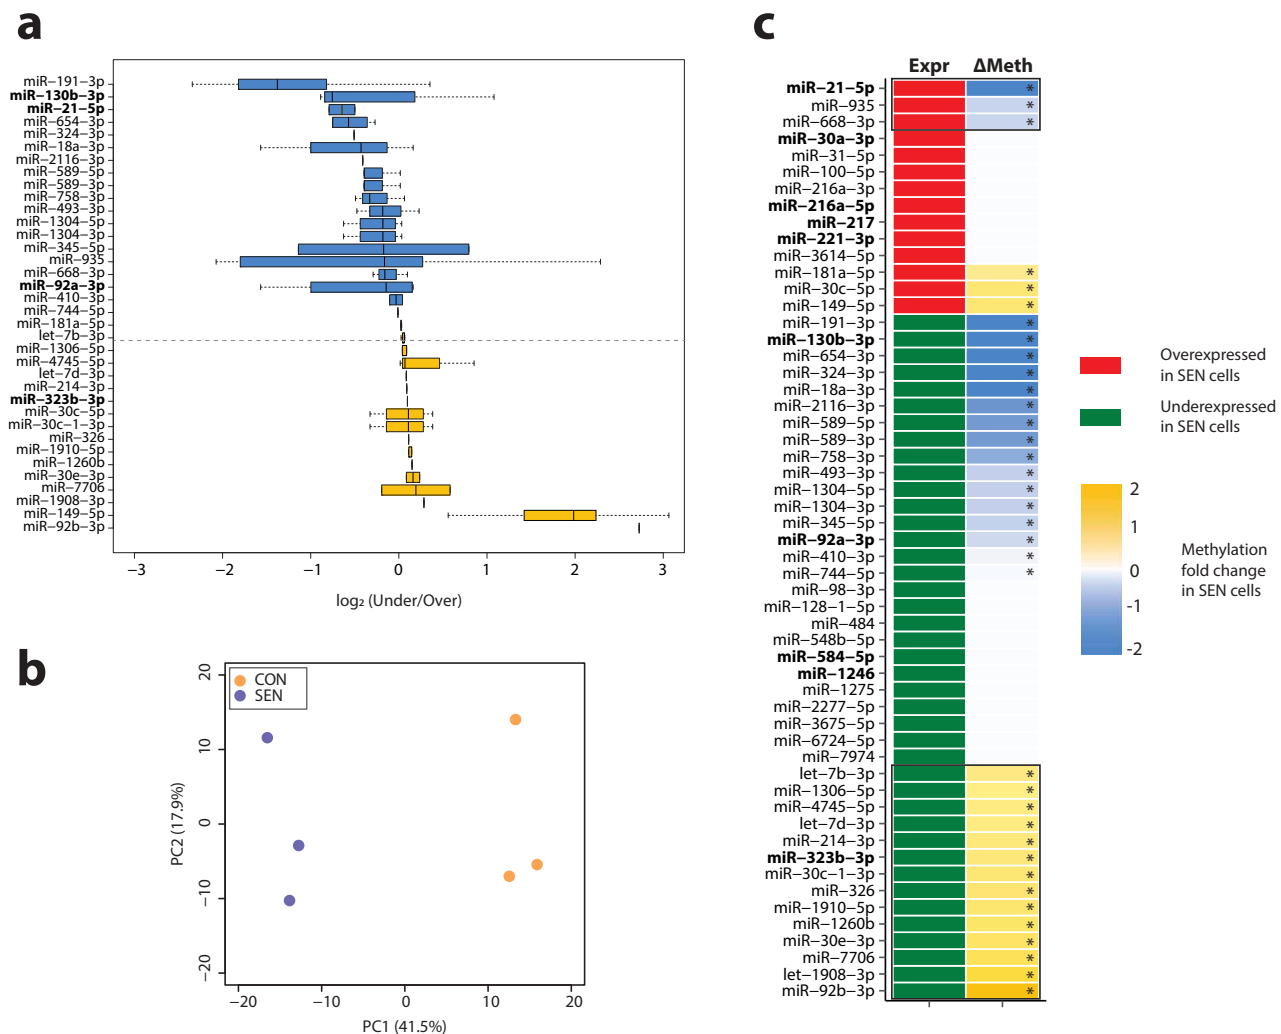 a
miR−191−3p
miR−130b−3p
miR−21−5p
miR−654−3p
miR−324−3p
miR−18a−3p
miR−2116−3p
miR−589−5p
miR−589−3p
miR−758−3p
miR−493−3p
miR−1304−5p
miR−1304−3p
miR−345−5p
miR−935
miR−668−3p
miR−92a−3p
miR−410−3p
miR−744−5p
miR−181a−5p
let−7b−3p
miR−1306−5p
miR−4745−5p
let−7d−3p
miR−214−3p
miR−323b−3p
miR−30c−5p
miR−30c−1−3p
miR−326
miR−1910−5p
miR−1260b
miR−30e−3p
miR−7706
miR−1908−3p
miR−149−5p
miR−92b−3p
−3 −2 −1 0 1 2 3
log₂ (Under/Over)
b
CON
SEN
20
10
0
−10
−20
PC2 (17.9%)
−20 −10 0 10 20
PC1 (41.5%)
c
Expr ΔMeth
miR−21−5p *
miR−935 *
miR−668−3p *
miR−30a−3p
miR−31−5p
miR−100−5p
miR−216a−3p
miR−216a−5p
miR−217
miR−221−3p
miR−3614−5p
miR−181a−5p *
miR−30c−5p *
miR−149−5p *
miR−191−3p *
miR−130b−3p *
miR−654−3p *
miR−324−3p *
miR−18a−3p *
miR−2116−3p *
miR−589−5p *
miR−589−3p *
miR−758−3p *
miR−493−3p *
miR−1304−5p *
miR−1304−3p *
miR−345−5p *
miR−92a−3p *
miR−410−3p *
miR−744−5p *
miR−98−3p
miR−128−1−5p
miR−484
miR−548b−5p
miR−584−5p
miR−1246
miR−1275
miR−2277−5p
miR−3675−5p
miR−6724−5p
miR−7974
let−7b−3p *
miR−1306−5p *
miR−4745−5p *
let−7d−3p *
miR−214−3p *
miR−323b−3p *
miR−30c−1−3p *
miR−326 *
miR−1910−5p *
miR−1260b *
miR−30e−3p *
miR−7706 *
let−1908−3p *
miR−92b−3p *
Overexpressed
in SEN cells
Underexpressed
in SEN cells
2
1
0
-1
-2
Methylation
fold change
in SEN cells